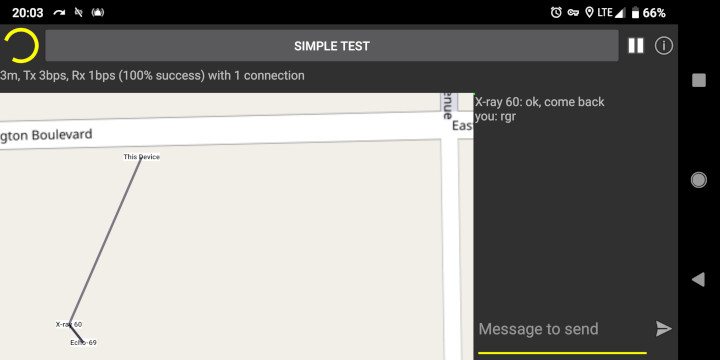 20:03
LTE
66%
SIMPLE TEST
3m, Tx 3bps, Rx 1bps (100% success) with 1 connection
X-ray 60: ok, come back
you: rgr
enue
gton Boulevard
Eas
This Device
X-ray 60
Echo-69
Message to send